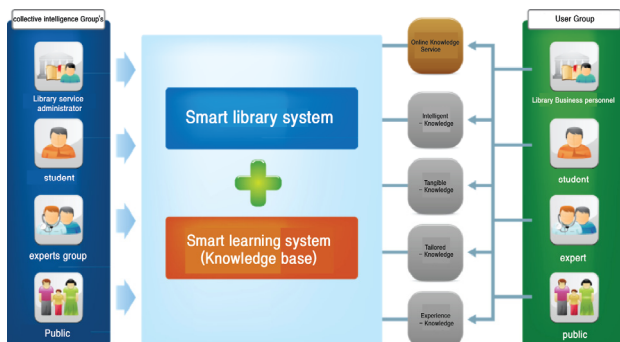 collective intelligence Group's
Library service
administrator
student
experts group
Public
Smart library system
Smart learning system
(Knowledge base)
Online Knowledge
Service
Intelligent
- Knowledge
Tangible
- Knowledge
Tailored
- Knowledge
Experience
- Knowledge
User Group
Library Business personnel
otudont
expert
public